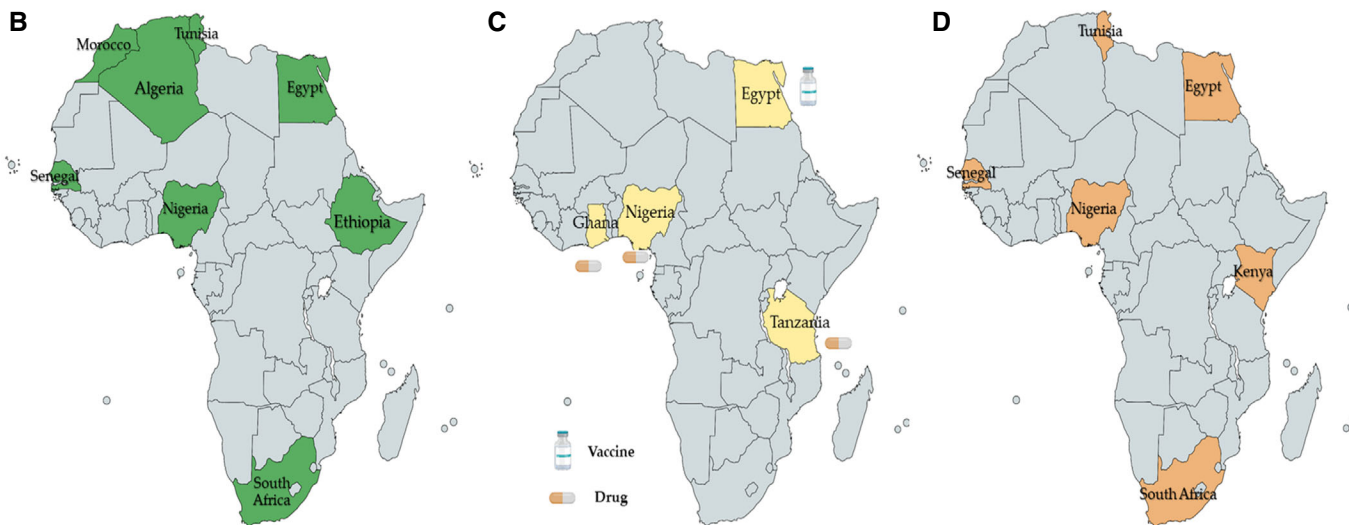 B
Morocco
Tunisia
Algeria
Egypt
Senegal
Nigeria
Ethiopia
South
Africa
C
Egypt
Ghana
Nigeria
Tanzania
Vaccine
Drug
D
Tunisia
Egypt
Senegal
Nigeria
Kenya
South Africa